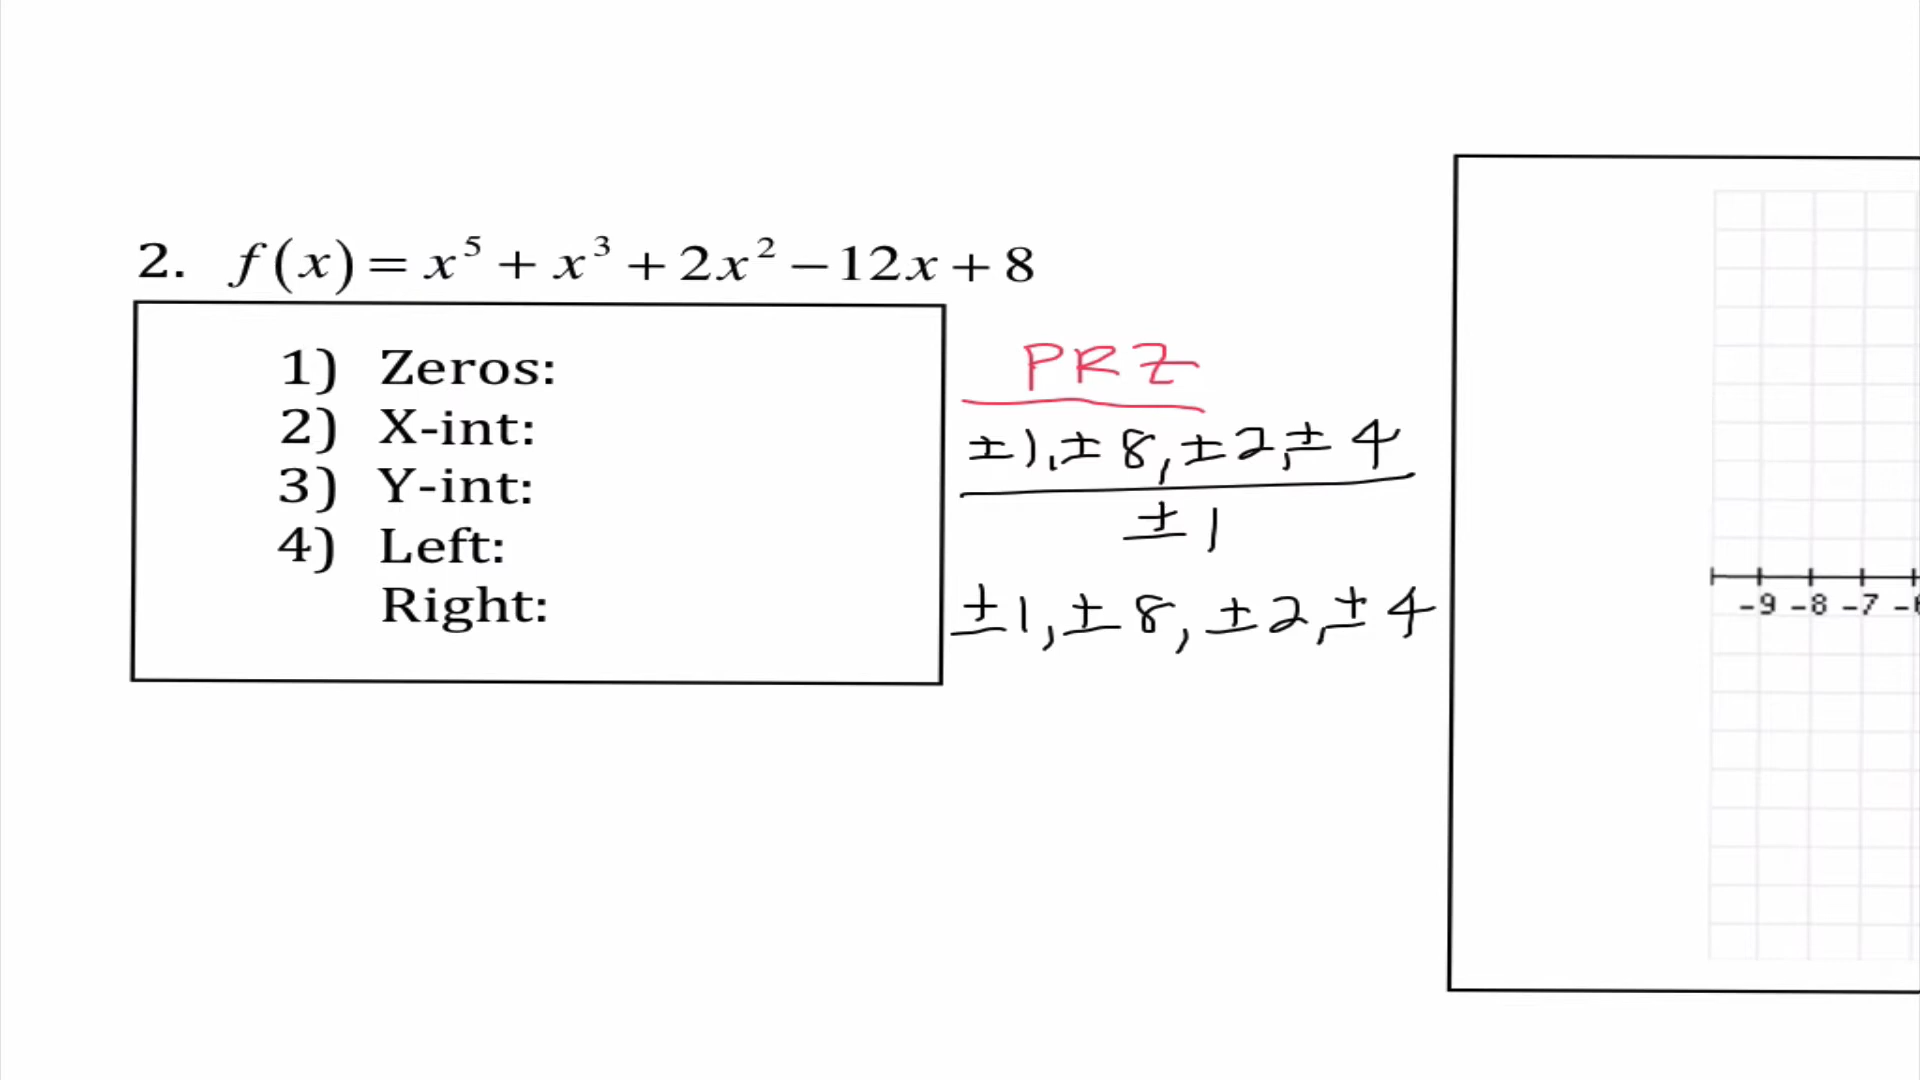 2. f(x) = x⁵ + x³ + 2x² − 12x + 8
1) Zeros:
2) X-int:
3) Y-int:
4) Left:
Right:
PRZ
±1, ±8, ±2, ±4
±1
±1, ±8, ±2, ±4
-9 -8 -7